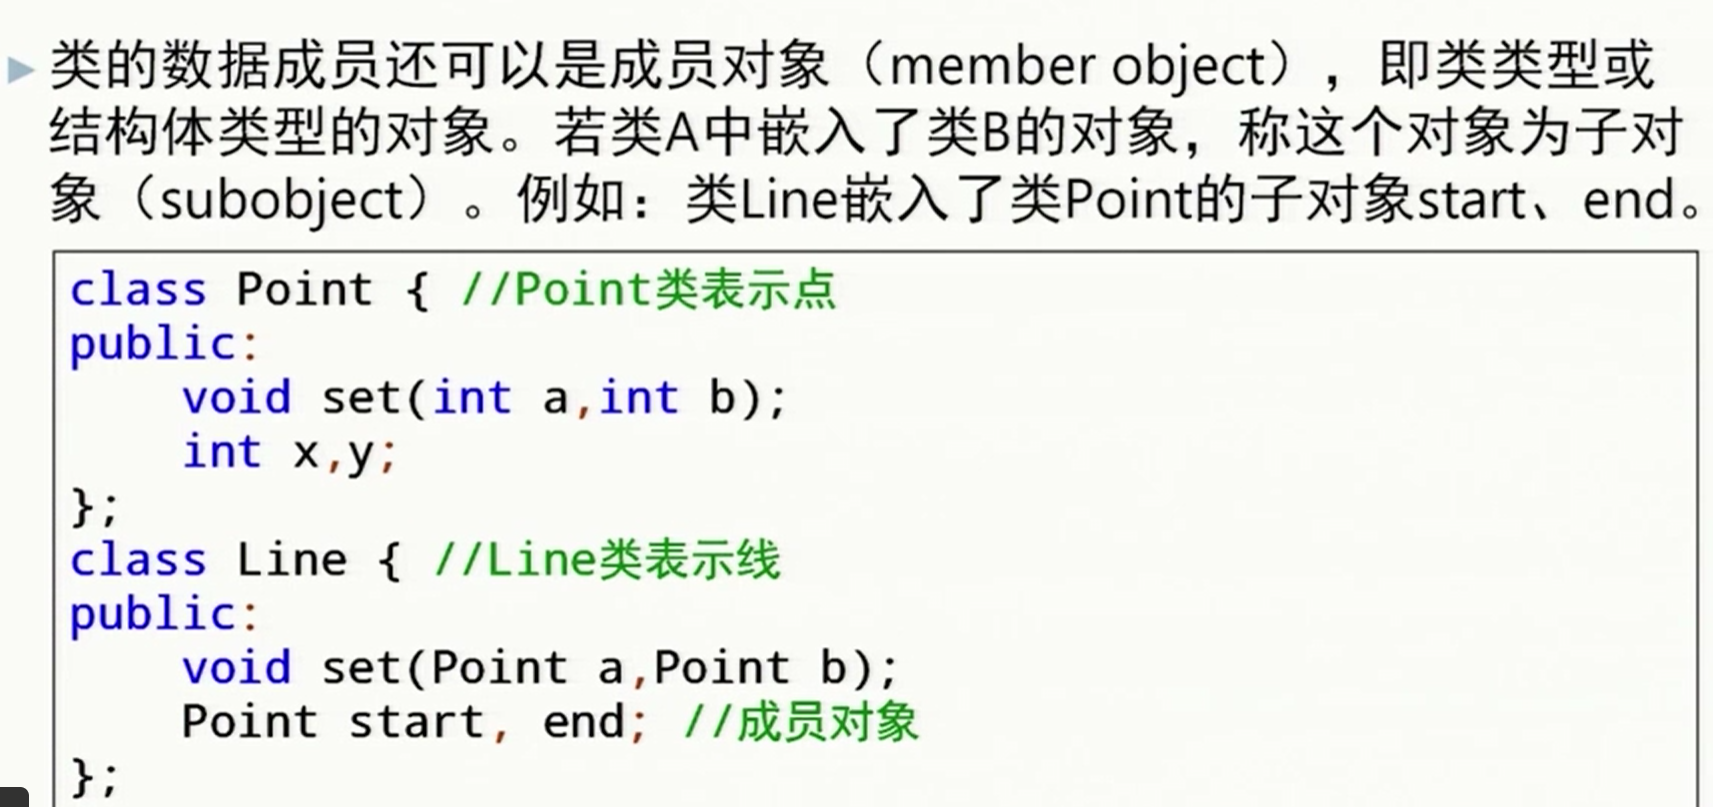 类的数据成员还可以是成员对象（member object），即类类型或
结构体类型的对象。若类A中嵌入了类B的对象，称这个对象为子对
象（subobject）。例如：类Line嵌入了类Point的子对象start、end。
class Point { //Point类表示点
public:
    void set(int a,int b);
    int x,y;
};
class Line { //Line类表示线
public:
    void set(Point a,Point b);
    Point start, end; //成员对象
};